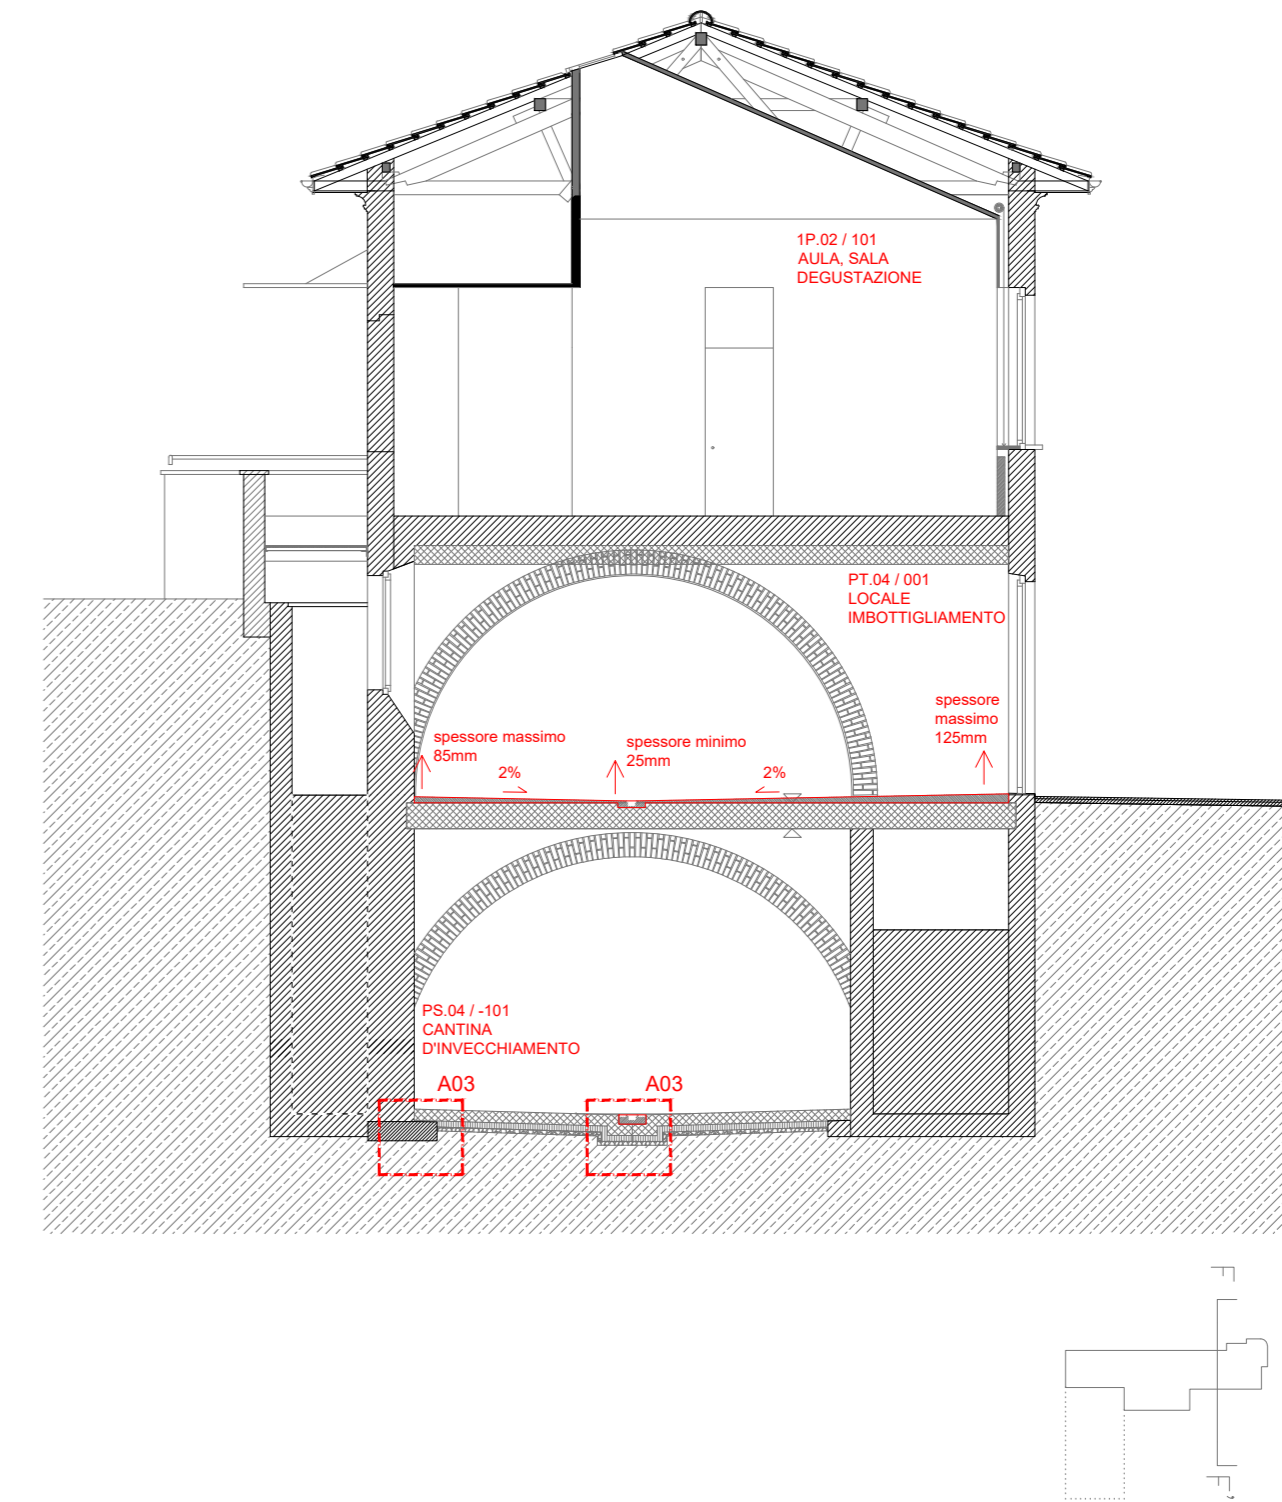 1P.02 / 101
AULA, SALA
DEGUSTAZIONE
PT.04 / 001
LOCALE
IMBOTTIGLIAMENTO
spessore
massimo
125mm
spessore massimo
85mm
spessore minimo
25mm
2%
2%
PS.04 / -101
CANTINA
D'INVECCHIAMENTO
A03
A03
F
F'